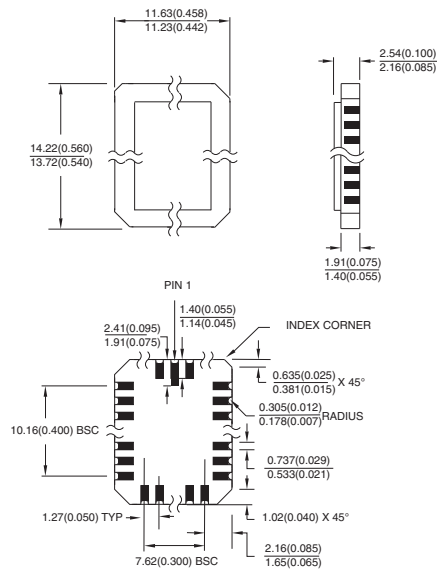 11.63(0.458)
11.23(0.442)
2.54(0.100)
2.16(0.085)
14.22(0.560)
13.72(0.540)
1.91(0.075)
1.40(0.055)
PIN 1
1.40(0.055)
1.14(0.045)
2.41(0.095)
1.91(0.075)
INDEX CORNER
0.635(0.025)
0.381(0.015) X 45°
0.305(0.012)
0.178(0.007) RADIUS
10.16(0.400) BSC
0.737(0.029)
0.533(0.021)
1.27(0.050) TYP
1.02(0.040) X 45°
7.62(0.300) BSC
2.16(0.085)
1.65(0.065)